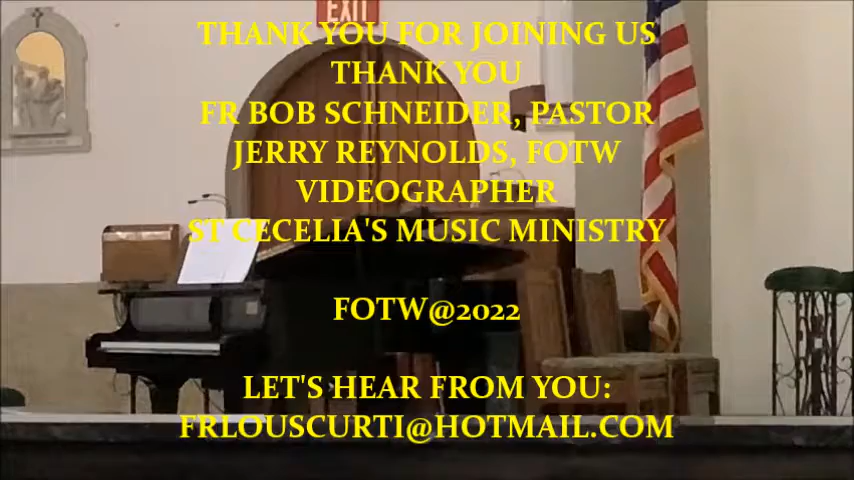 EXIT
THANK YOU FOR JOINING US
THANK YOU
FR BOB SCHNEIDER, PASTOR
JERRY REYNOLDS, FOTW
VIDEOGRAPHER
ST CECELIA'S MUSIC MINISTRY
FOTW@2022
LET'S HEAR FROM YOU:
FRLOUSCURTI@HOTMAIL.COM